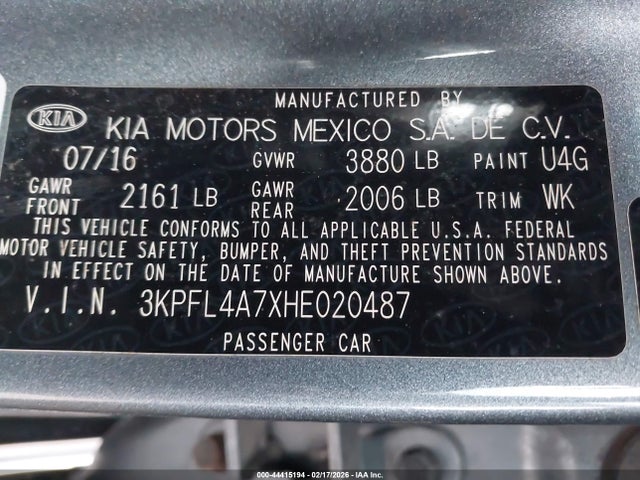 MANUFACTURED BY
KIA
KIA MOTORS MEXICO S.A. DE C.V.
07/16 GVWR 3880 LB PAINT U4G
GAWR FRONT 2161 LB GAWR REAR 2006 LB TRIM WK
THIS VEHICLE CONFORMS TO ALL APPLICABLE U.S.A. FEDERAL
MOTOR VEHICLE SAFETY, BUMPER, AND THEFT PREVENTION STANDARDS
IN EFFECT ON THE DATE OF MANUFACTURE SHOWN ABOVE.
V.I.N. 3KPFL4A7XHE020487
PASSENGER CAR
000-44415194 - 02/17/2026 - IAA Inc.